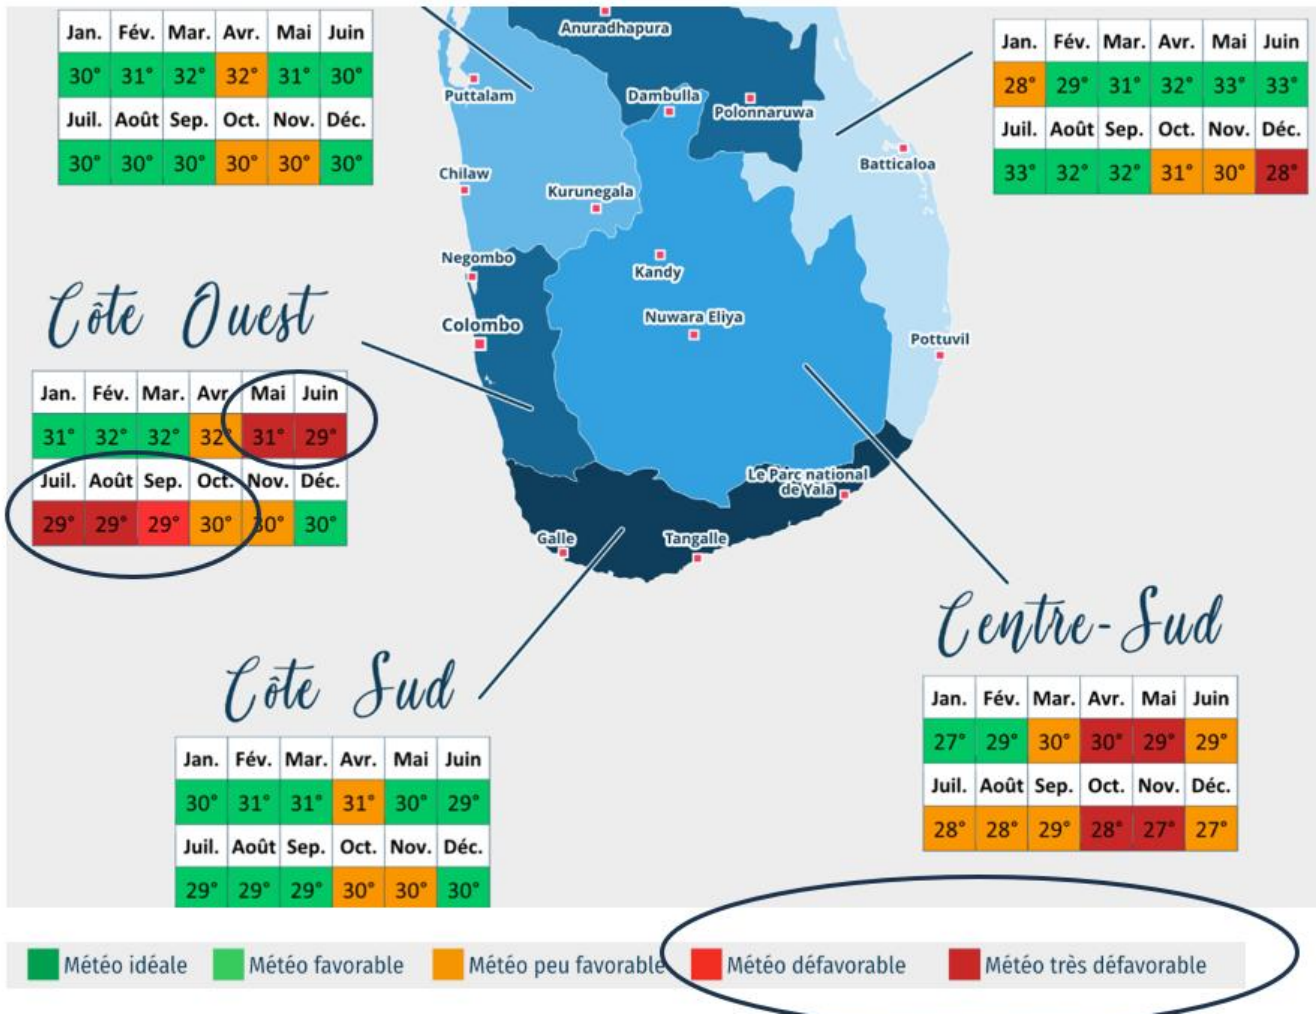 Jan. Fév. Mar. Avr. Mai Juin
30° 31° 32° 32° 31° 30°
Juil. Août Sep. Oct. Nov. Déc.
30° 30° 30° 30° 30° 30°
Anuradhapura
Puttalam
Dambulla
Polonnaruwa
Chilaw
Kurunegala
Batticaloa
Negombo
Kandy
Colombo
Nuwara Eliya
Pottuvil
Le Parc national
de Yala
Galle
Tangalle
Jan. Fév. Mar. Avr. Mai Juin
28° 29° 31° 32° 33° 33°
Juil. Août Sep. Oct. Nov. Déc.
33° 32° 32° 31° 30° 28°
Côte Ouest
Jan. Fév. Mar. Avr. Mai Juin
31° 32° 32° 32° 31° 29°
Juil. Août Sep. Oct. Nov. Déc.
29° 29° 29° 30° 30° 30°
Côte Sud
Jan. Fév. Mar. Avr. Mai Juin
30° 31° 31° 31° 30° 29°
Juil. Août Sep. Oct. Nov. Déc.
29° 29° 29° 30° 30° 30°
Centre-Sud
Jan. Fév. Mar. Avr. Mai Juin
27° 29° 30° 30° 29° 29°
Juil. Août Sep. Oct. Nov. Déc.
28° 28° 29° 28° 27° 27°
Météo idéale Météo favorable Météo peu favorable Météo défavorable Météo très défavorable